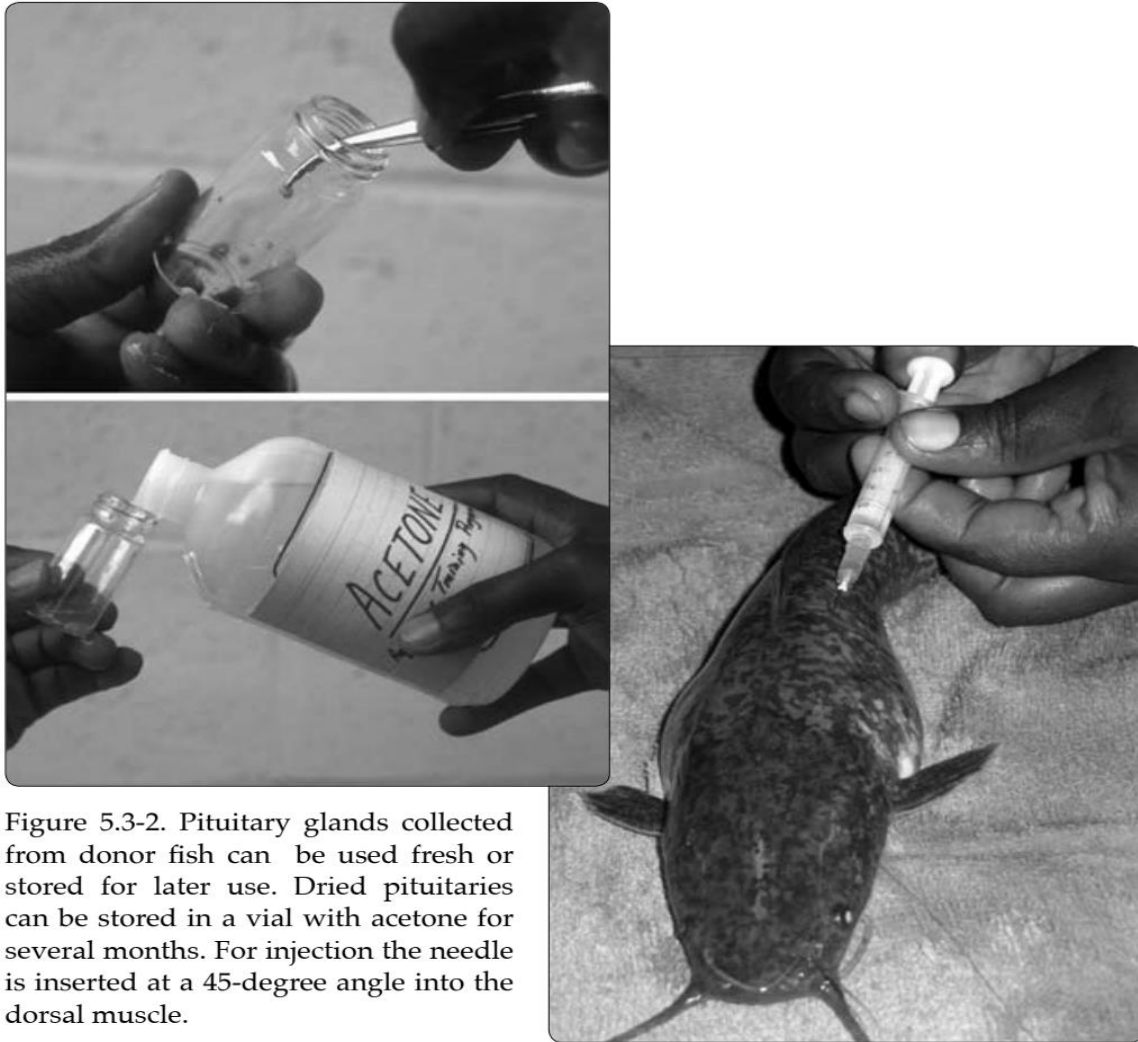 ACETONE
Training
Figure 5.3-2. Pituitary glands collected
from donor fish can be used fresh or
stored for later use. Dried pituitaries
can be stored in a vial with acetone for
several months. For injection the needle
is inserted at a 45-degree angle into the
dorsal muscle.